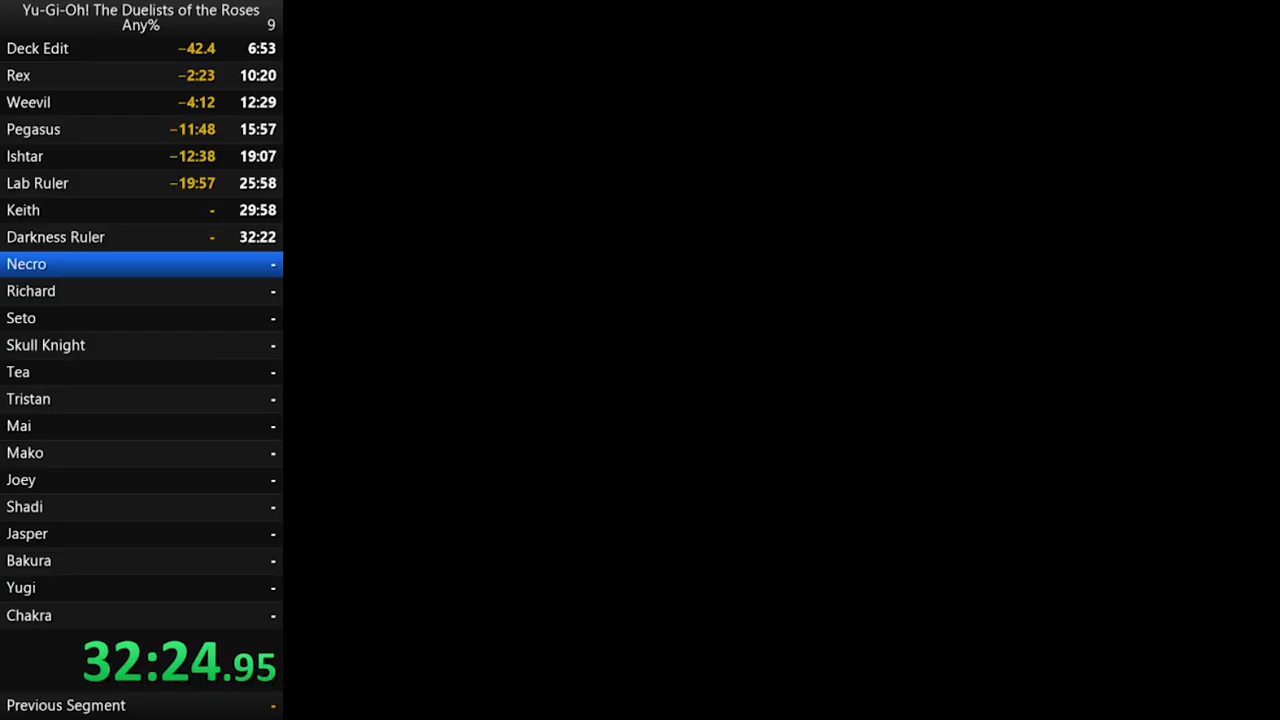 Yu-Gi-Oh! The Duelists of the Roses
Any% 9
Deck Edit −42.4 6:53
Rex −2:23 10:20
Weevil −4:12 12:29
Pegasus −11:48 15:57
Ishtar −12:38 19:07
Lab Ruler −19:57 25:58
Keith - 29:58
Darkness Ruler - 32:22
Necro -
Richard -
Seto -
Skull Knight -
Tea -
Tristan -
Mai -
Mako -
Joey -
Shadi -
Jasper -
Bakura -
Yugi -
Chakra -
32:24.95
Previous Segment -